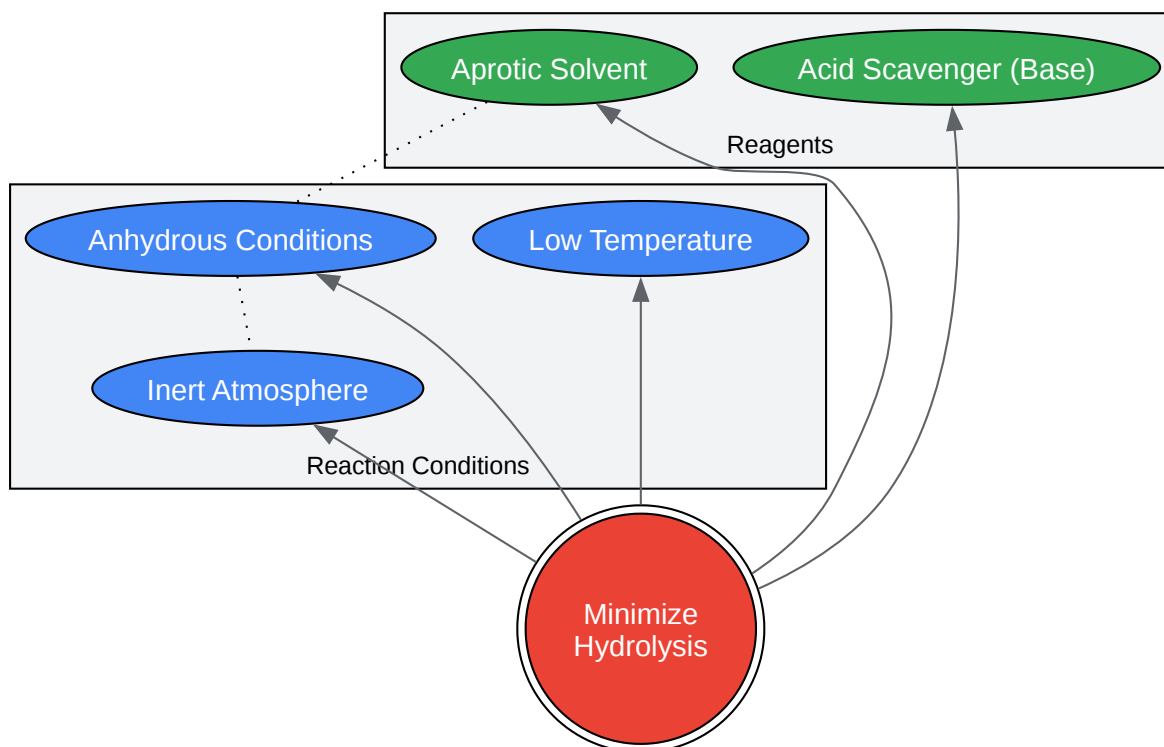 Aprotic Solvent
Acid Scavenger (Base)
Reagents
Anhydrous Conditions
Low Temperature
Inert Atmosphere
Reaction Conditions
Minimize
Hydrolysis